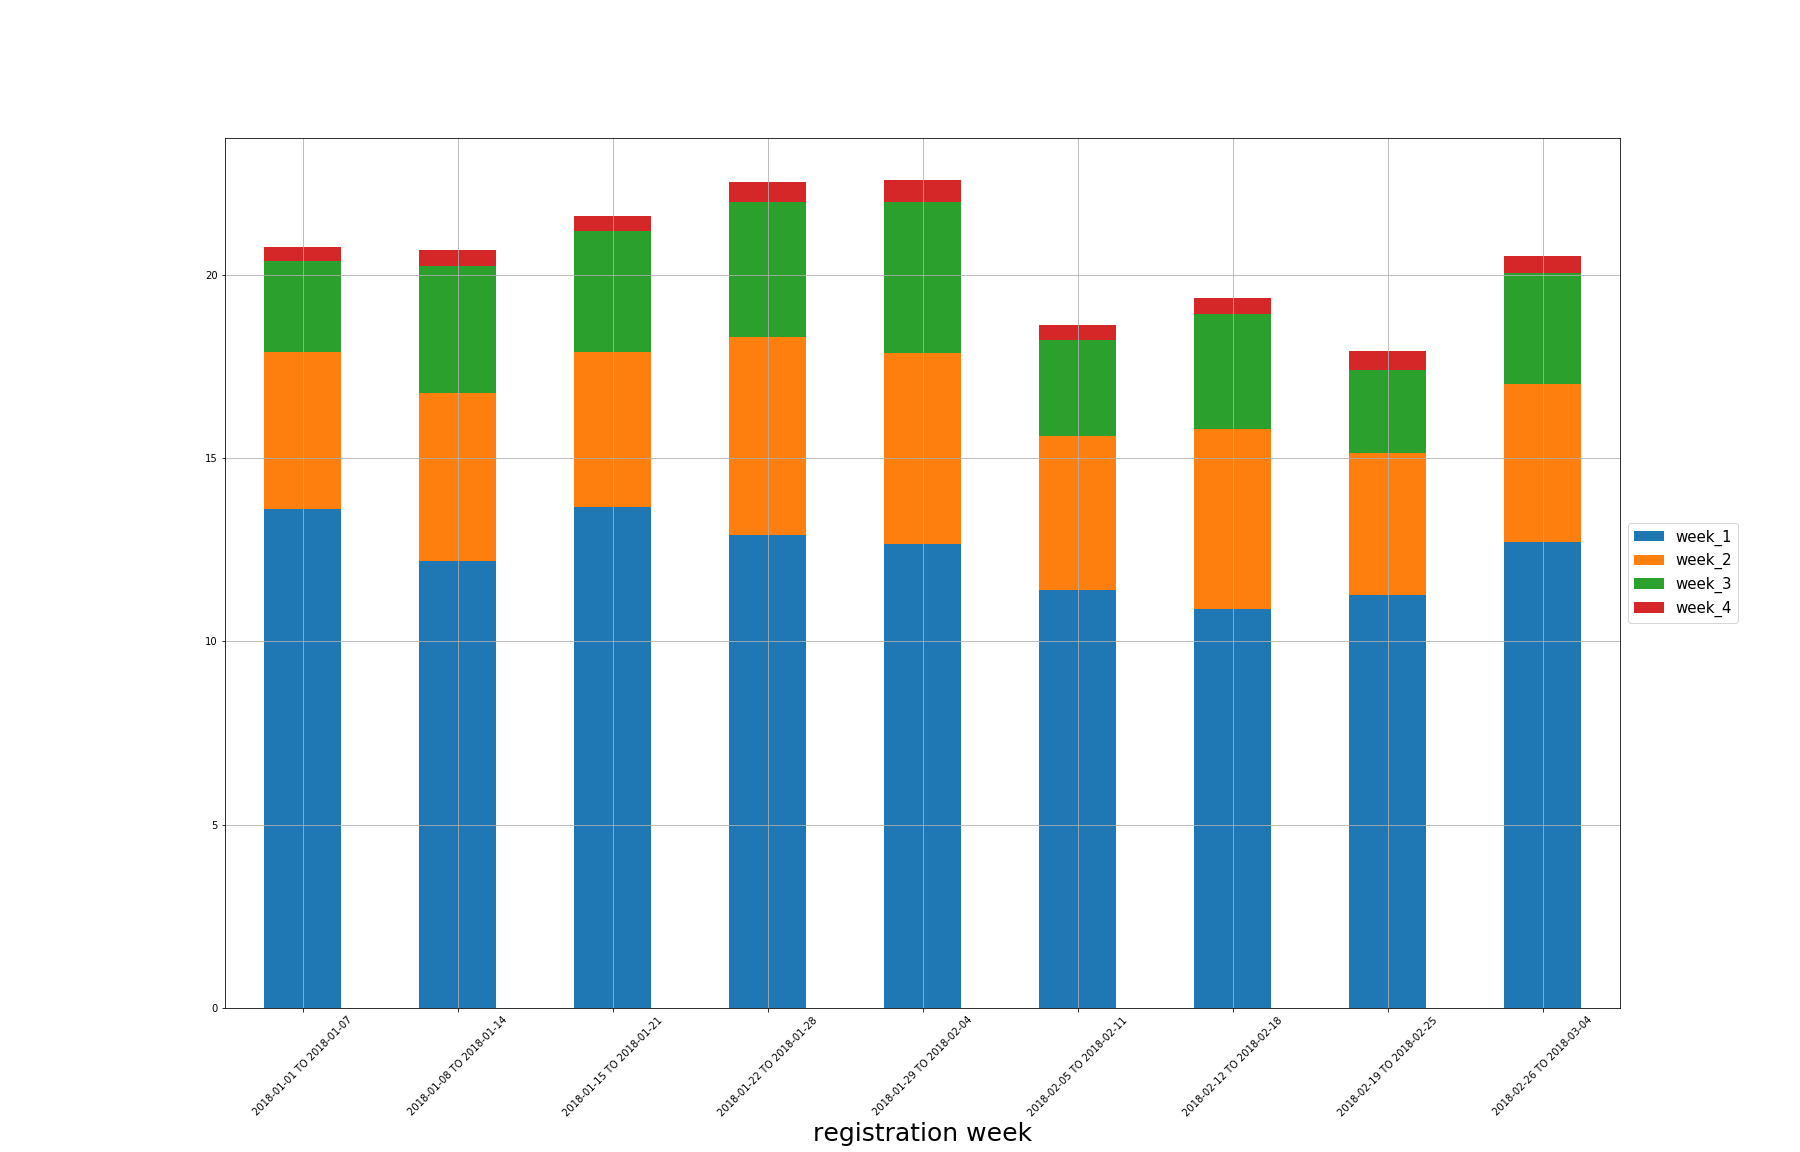 20
15
10
5
0
week_1
week_2
week_3
week_4
2018-01-01 TO 2018-01-07
2018-01-08 TO 2018-01-14
2018-01-15 TO 2018-01-21
2018-01-22 TO 2018-01-28
2018-01-29 TO 2018-02-04
2018-02-05 TO 2018-02-11
2018-02-12 TO 2018-02-18
2018-02-19 TO 2018-02-25
2018-02-26 TO 2018-03-04
registration week